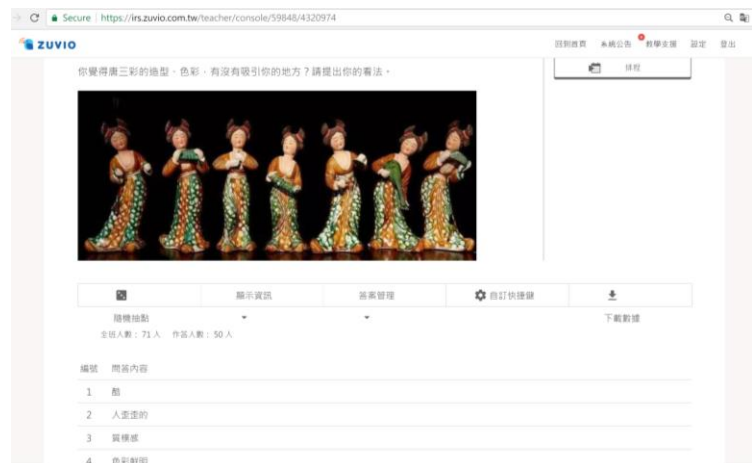 Secure https://irs.zuvio.com.tw/teacher/console/59848/4320974
ZUVIO
回到首頁 系統公告 教學支援 設定 登出
你覺得唐三彩的造型、色彩,有沒有吸引你的地方？請提出你的看法。
排程
顯示資訊 答案管理 自訂快捷鍵
隨機抽點 下載數據
全班人數：71 人 作答人數：50 人
編號 問答內容
1 酷
2 人歪歪的
3 質樸感
4 色彩鮮明